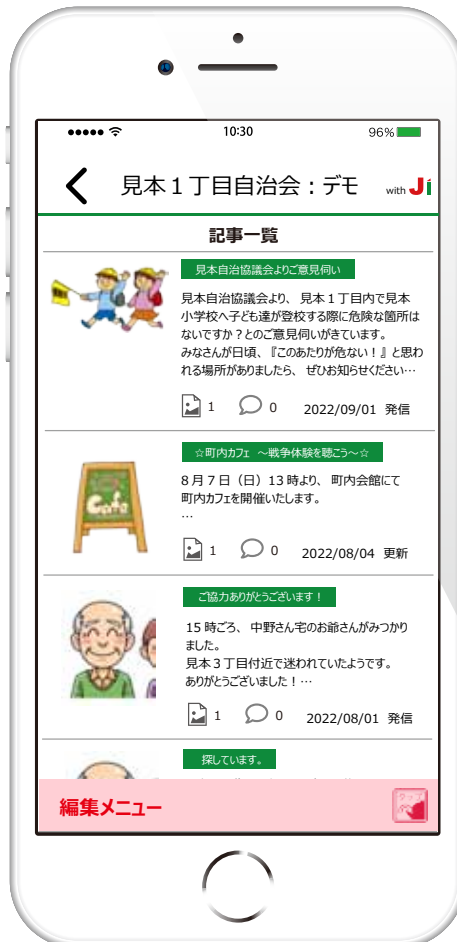 10:30
96%
見本１丁目自治会：デモ with Ji
記事一覧
見本自治協議会よりご意見伺い
見本自治協議会より、見本１丁目内で見本
小学校へ子ども達が登校する際に危険な箇所は
ないですか？とのご意見伺いがきています。
みなさんが日頃、『このあたりが危ない！』と思わ
れる場所がありましたら、ぜひお知らせください…
1 0 2022/09/01 発信
☆町内カフェ ～戦争体験を聴こう～☆
Cafe
８月７日（日）13時より、町内会館にて
町内カフェを開催いたします。
…
1 0 2022/08/04 更新
ご協力ありがとうございます！
15時ごろ、中野さん宅のお爺さんがみつかり
ました。
見本３丁目付近で迷われていたようです。
ありがとうございました！…
1 0 2022/08/01 発信
探しています。
編集メニュー